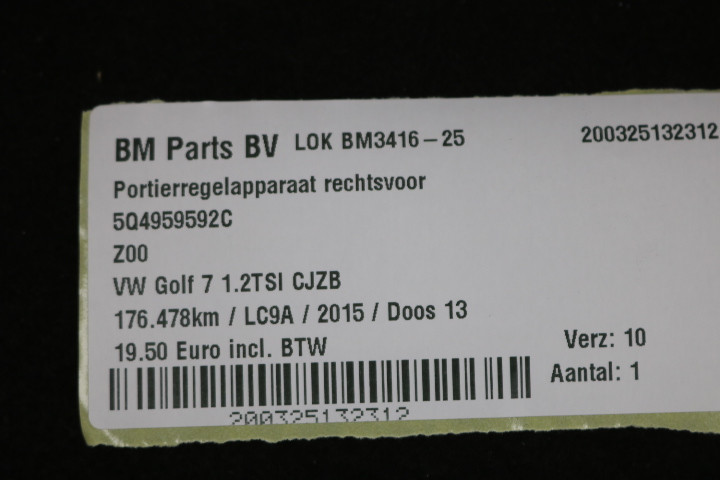 BM Parts BV LOK BM3416-25 200325132312
Portierregelapparaat rechtsvoor
5Q4959592C
Z00
VW Golf 7 1.2TSI CJZB
176.478km / LC9A / 2015 / Doos 13
19.50 Euro incl. BTW Verz: 10
Aantal: 1
200325132312